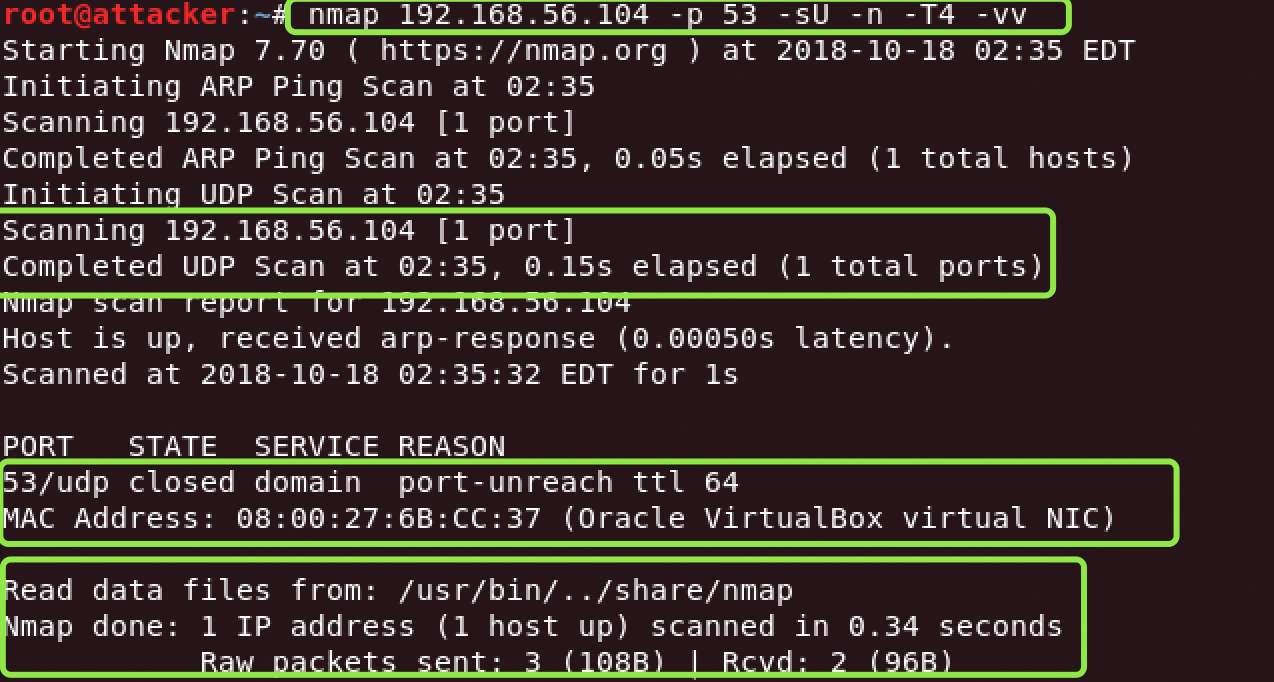 root@attacker:~# nmap 192.168.56.104 -p 53 -sU -n -T4 -vv
Starting Nmap 7.70 ( https://nmap.org ) at 2018-10-18 02:35 EDT
Initiating ARP Ping Scan at 02:35
Scanning 192.168.56.104 [1 port]
Completed ARP Ping Scan at 02:35, 0.05s elapsed (1 total hosts)
Initiating UDP Scan at 02:35
Scanning 192.168.56.104 [1 port]
Completed UDP Scan at 02:35, 0.15s elapsed (1 total ports)
Nmap scan report for 192.168.56.104
Host is up, received arp-response (0.00050s latency).
Scanned at 2018-10-18 02:35:32 EDT for 1s
PORT   STATE  SERVICE REASON
53/udp closed domain  port-unreach ttl 64
MAC Address: 08:00:27:6B:CC:37 (Oracle VirtualBox virtual NIC)
Read data files from: /usr/bin/../share/nmap
Nmap done: 1 IP address (1 host up) scanned in 0.34 seconds
           Raw packets sent: 3 (108B) | Rcvd: 2 (96B)